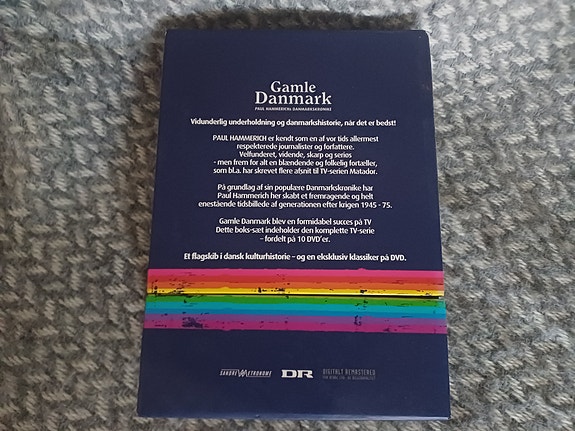 Gamle
Danmark
PAUL HAMMERICHS DANMARKSKRØNIKE
Vidunderlig underholdning og danmarkshistorie, når det er bedst!
PAUL HAMMERICH er kendt som en af vor tids allermest
respekterede journalister og forfattere.
Velfunderet, vidende, skarp og seriøs
- men frem for alt en blændende og folkelig fortæller,
som bl.a. har skrevet flere afsnit til TV-serien Matador.
På grundlag af sin populære Danmarkskrønike har
Paul Hammerich her skabt et fremragende og helt
enestående tidsbillede af generationen efter krigen 1945 - 75.
Gamle Danmark blev en formidabel succes på TV
Dette boks-sæt indeholder den komplette TV-serie
– fordelt på 10 DVD'er.
Et flagskib i dansk kulturhistorie – og en eksklusiv klassiker på DVD.
SANDREW METRONOME
DR
DIGITALLY REMASTERED